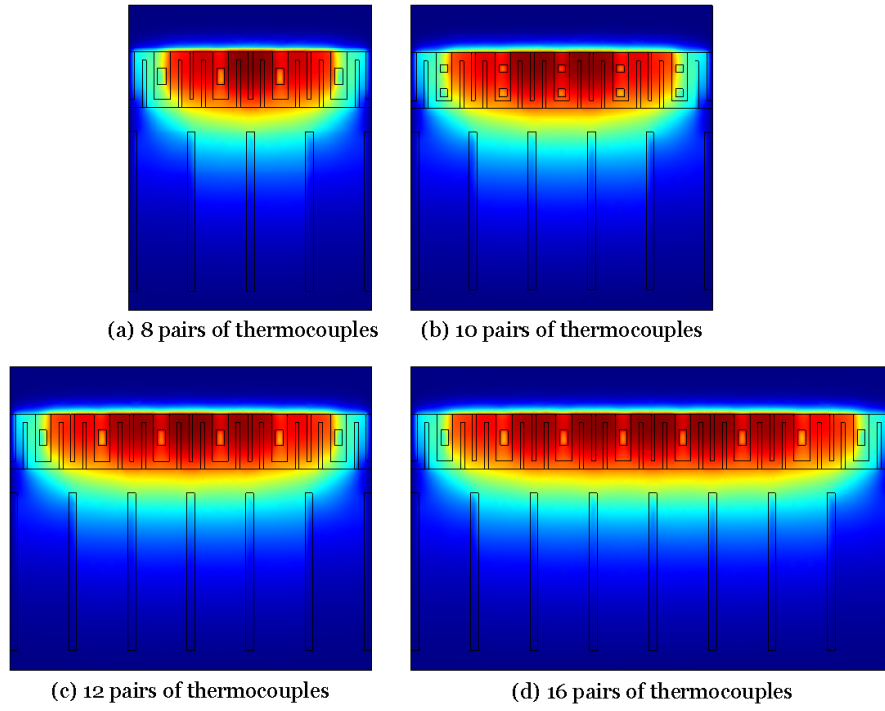 (a) 8 pairs of thermocouples
(b) 10 pairs of thermocouples
(c) 12 pairs of thermocouples
(d) 16 pairs of thermocouples